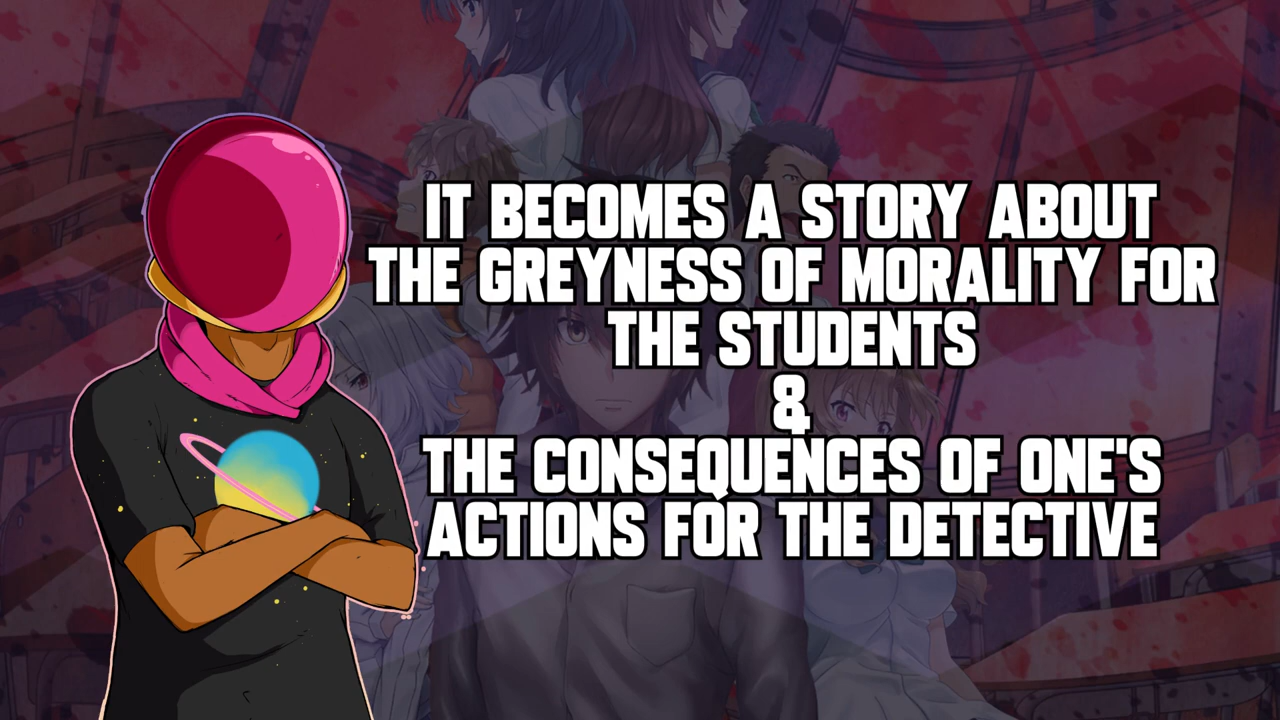 IT BECOMES A STORY ABOUT
THE GREYNESS OF MORALITY FOR
THE STUDENTS
&
THE CONSEQUENCES OF ONE'S
ACTIONS FOR THE DETECTIVE